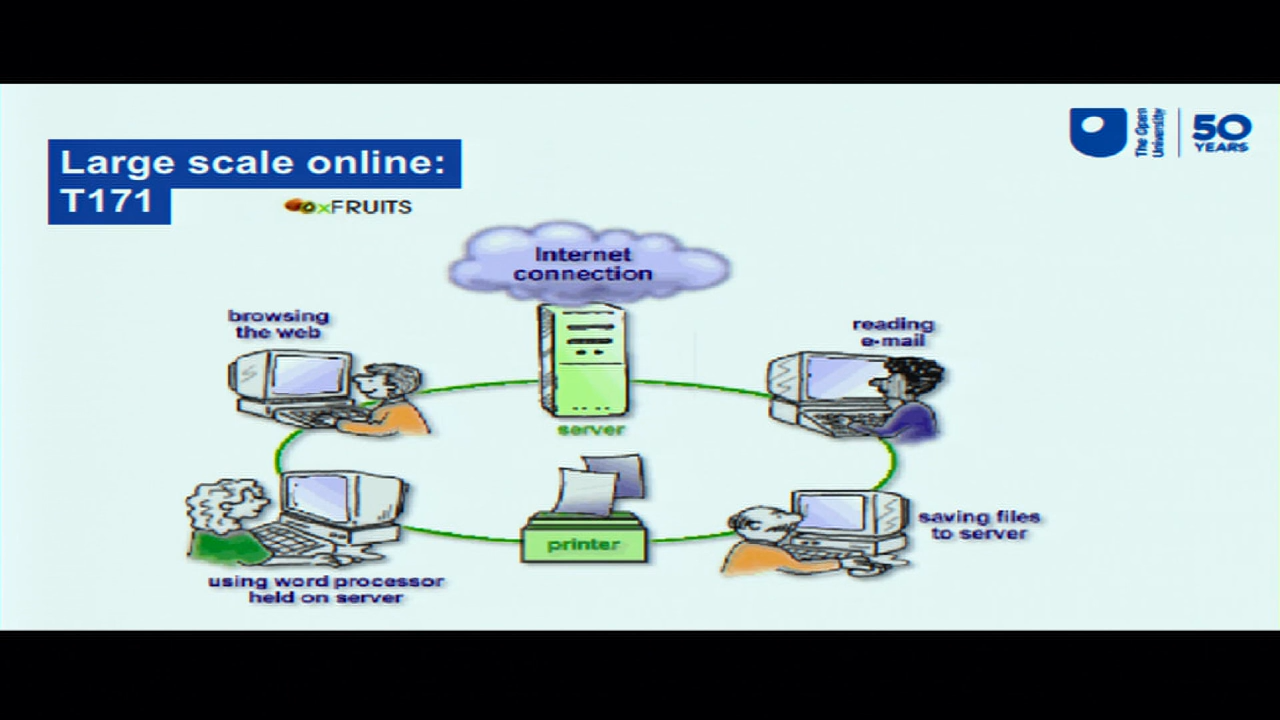 Large scale online:
T171
The Open
University
50
YEARS
oxFRUITS
Internet
connection
browsing
the web
reading
e-mail
server
printer
saving files
to server
using word processor
held on server